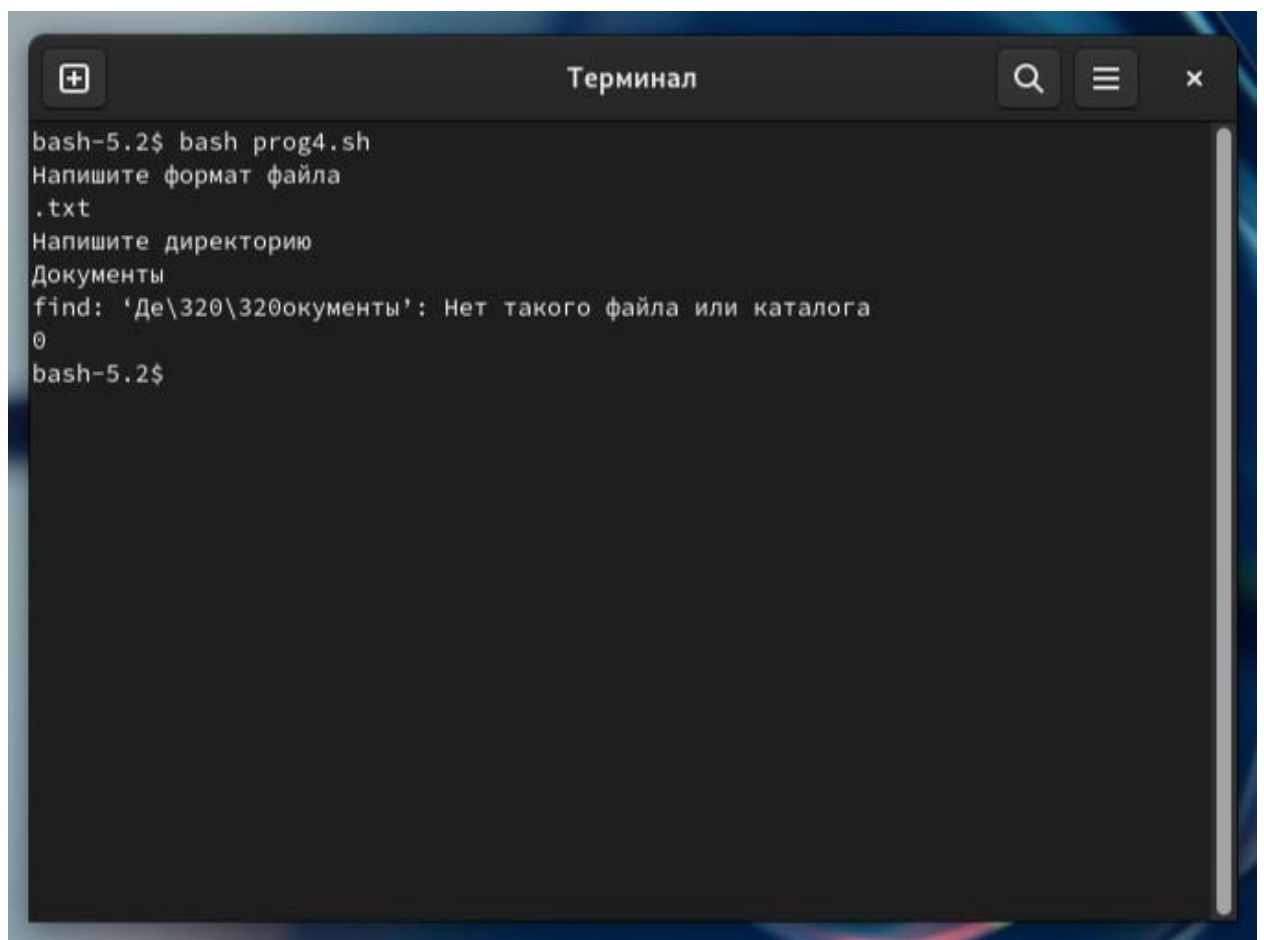 Терминал
bash-5.2$ bash prog4.sh
Напишите формат файла
.txt
Напишите директорию
Документы
find: ‘Де\320\320окументы’: Нет такого файла или каталога
0
bash-5.2$